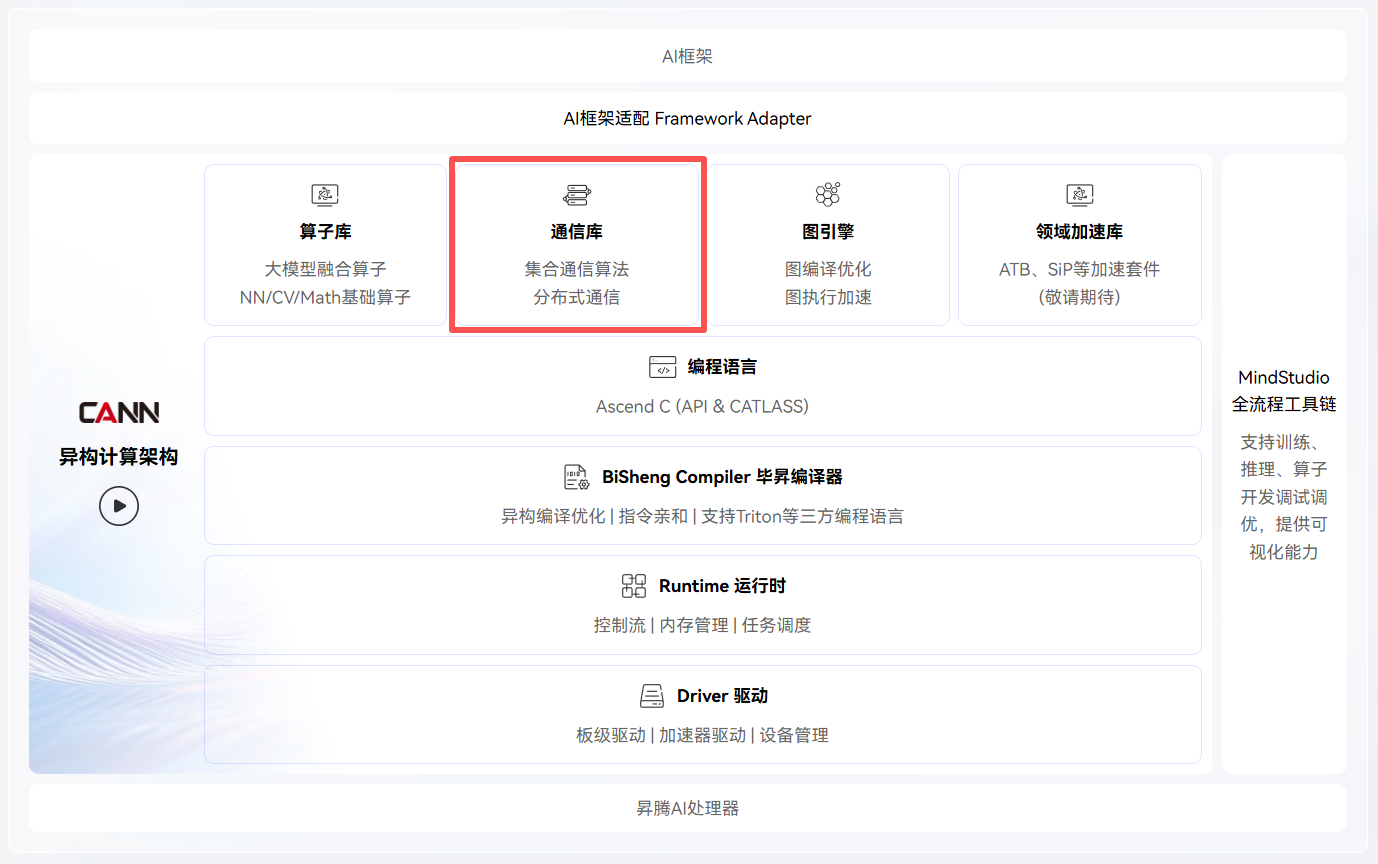 AI框架
AI框架适配 Framework Adapter
CANN
异构计算架构
算子库
大模型融合算子
NN/CV/Math基础算子
通信库
集合通信算法
分布式通信
图引擎
图编译优化
图执行加速
领域加速库
ATB、SiP等加速套件
(敬请期待)
编程语言
Ascend C (API & CATLASS)
BiSheng Compiler 毕昇编译器
异构编译优化 | 指令亲和 | 支持Triton等三方编程语言
Runtime 运行时
控制流 | 内存管理 | 任务调度
Driver 驱动
板级驱动 | 加速器驱动 | 设备管理
MindStudio
全流程工具链
支持训练、
推理、算子
开发调试调
优，提供可
视化能力
昇腾AI处理器